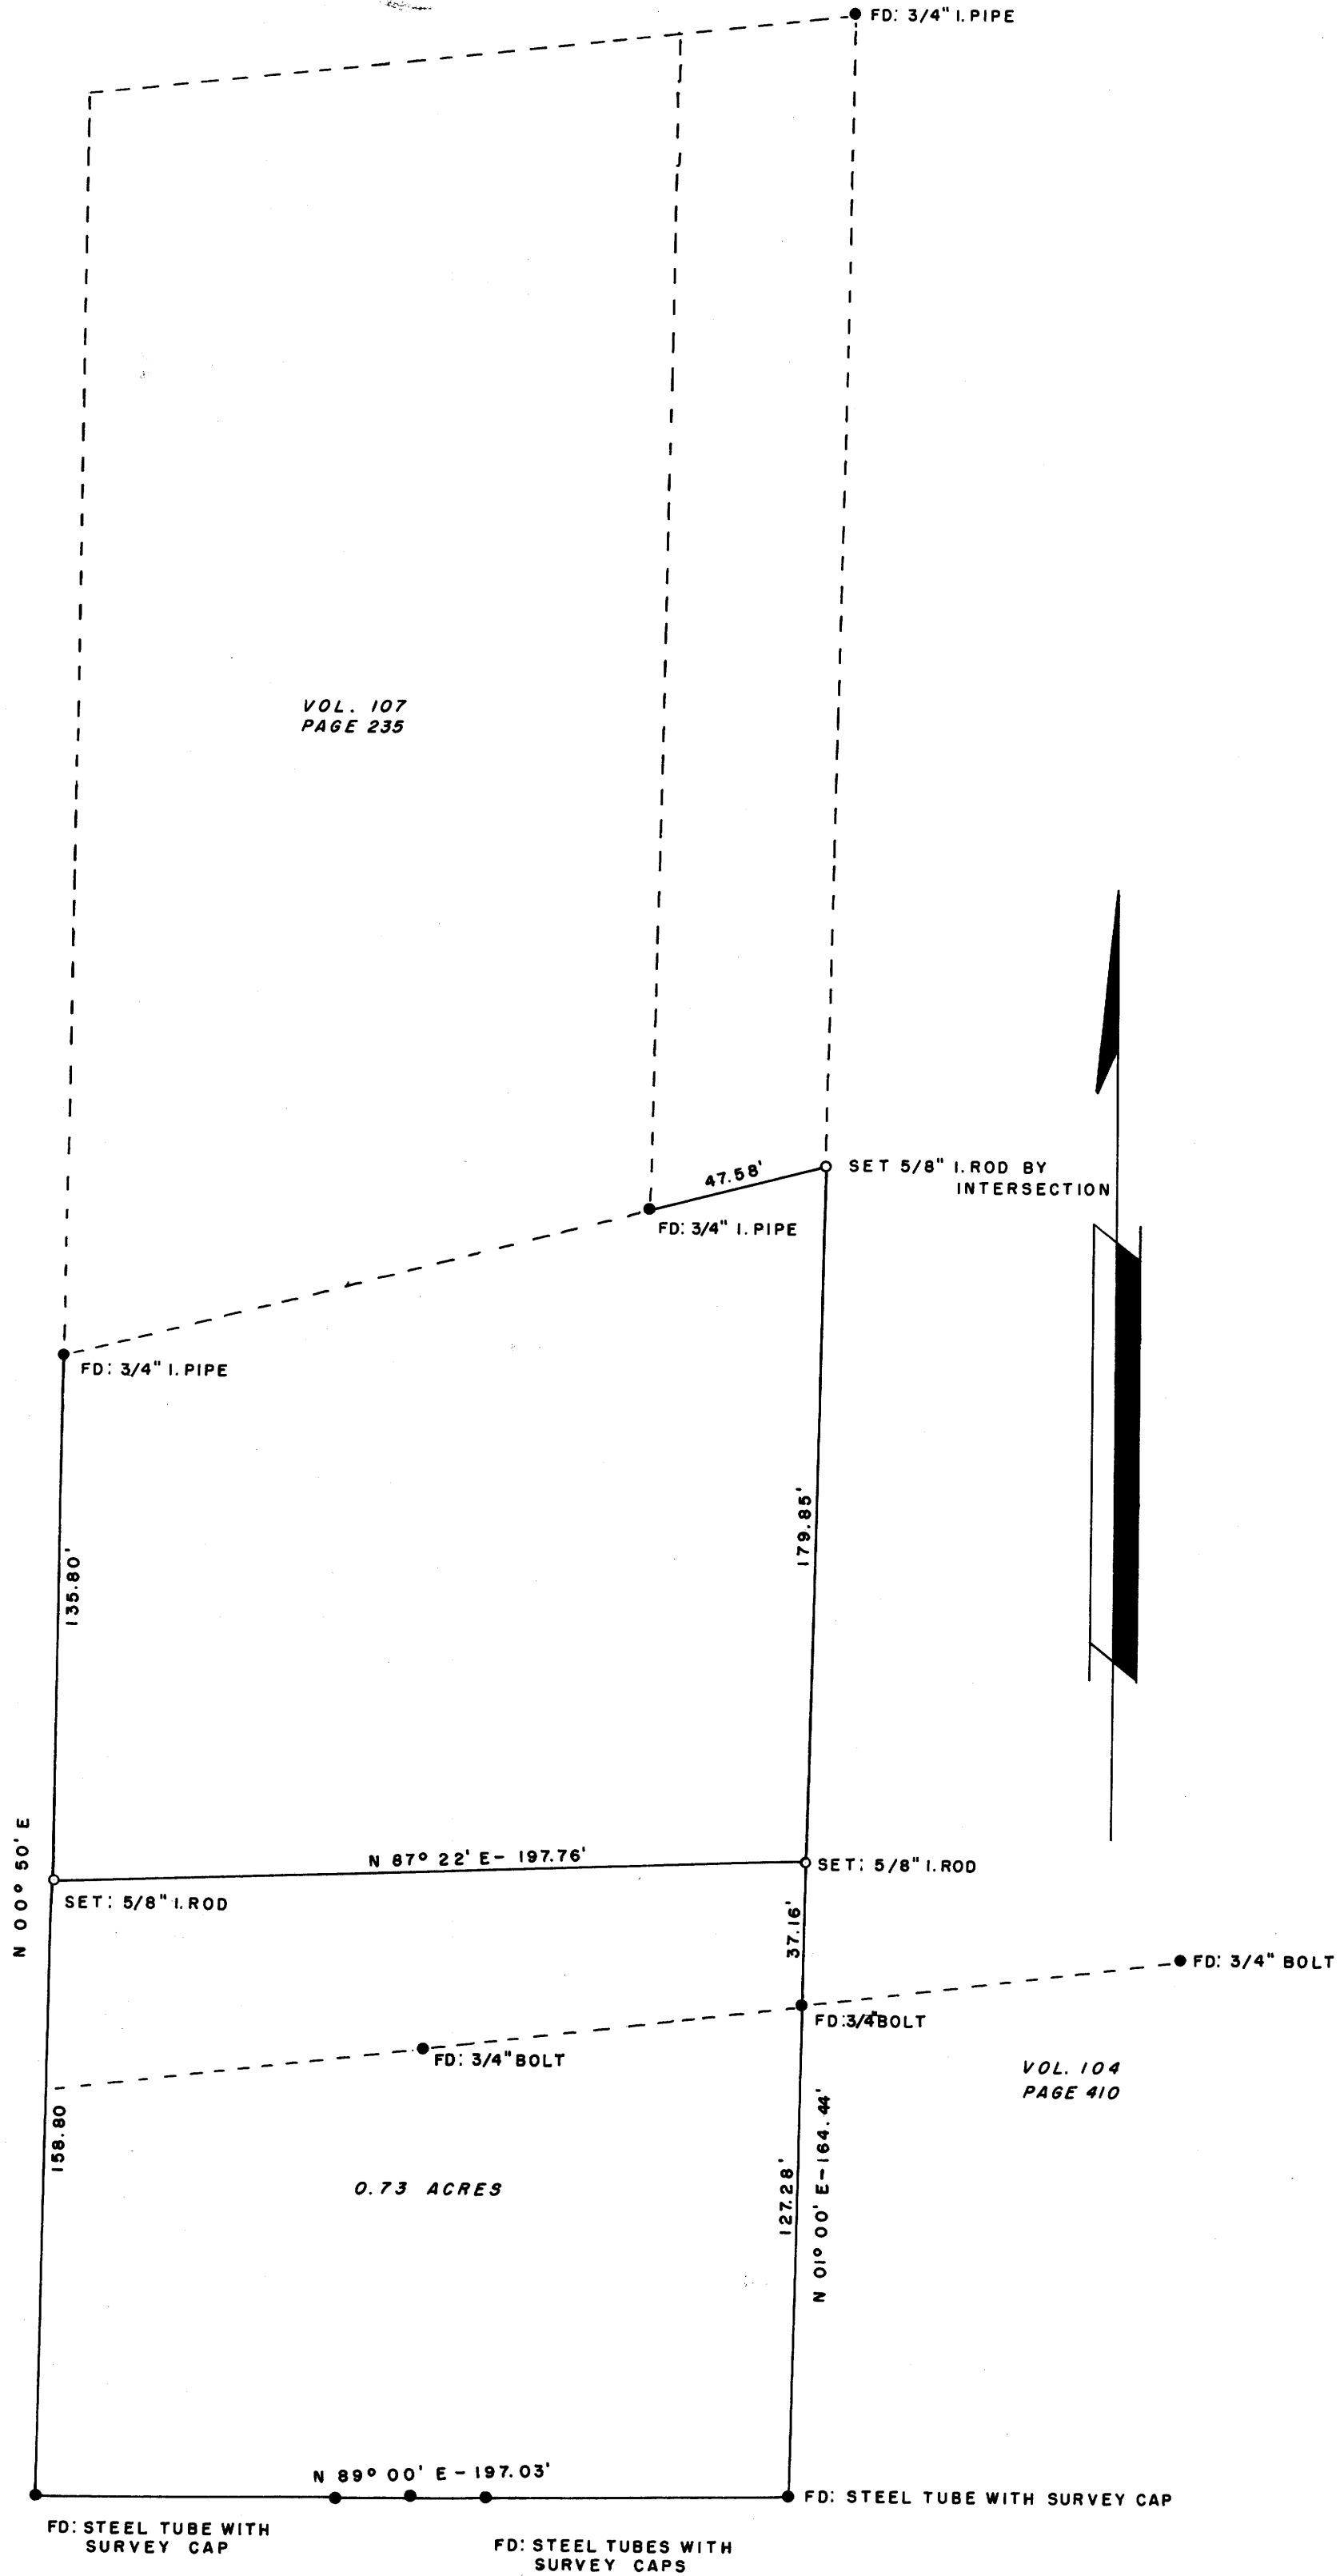 FD: 3/4" I. PIPE
VOL. 107
PAGE 235
47.58'
SET 5/8" I. ROD BY
INTERSECTION
FD: 3/4" I. PIPE
FD: 3/4" I. PIPE
179.85'
135.80'
N 00° 50' E
N 87° 22' E - 197.76'
SET: 5/8" I. ROD
SET: 5/8" I. ROD
37.16'
FD: 3/4" BOLT
FD: 3/4" BOLT
FD: 3/4" BOLT
VOL. 104
PAGE 410
158.80
0.73 ACRES
127.28'
N 01° 00' E - 164.44'
N 89° 00' E - 197.03'
FD: STEEL TUBE WITH SURVEY CAP
FD: STEEL TUBE WITH
SURVEY CAP
FD: STEEL TUBES WITH
SURVEY CAPS